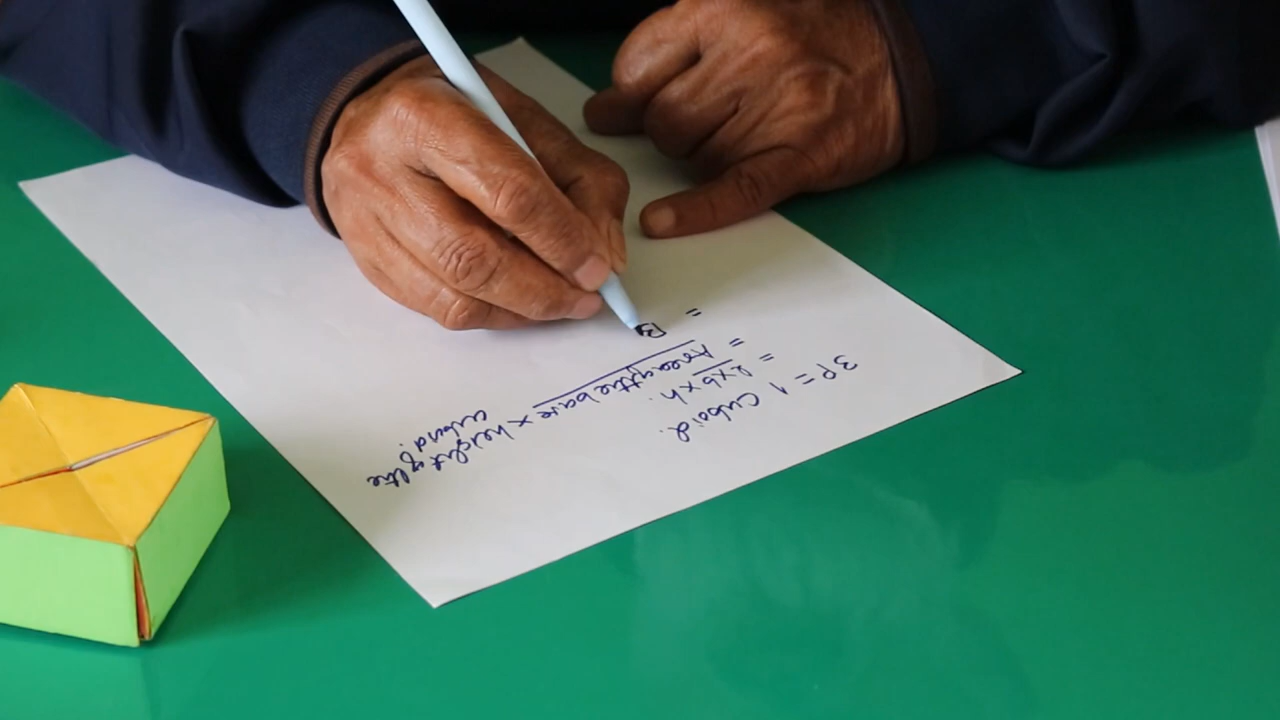 3P = 1 cuboid.
= l x b x h.
= Area of the base x height of the
cuboid.
= B